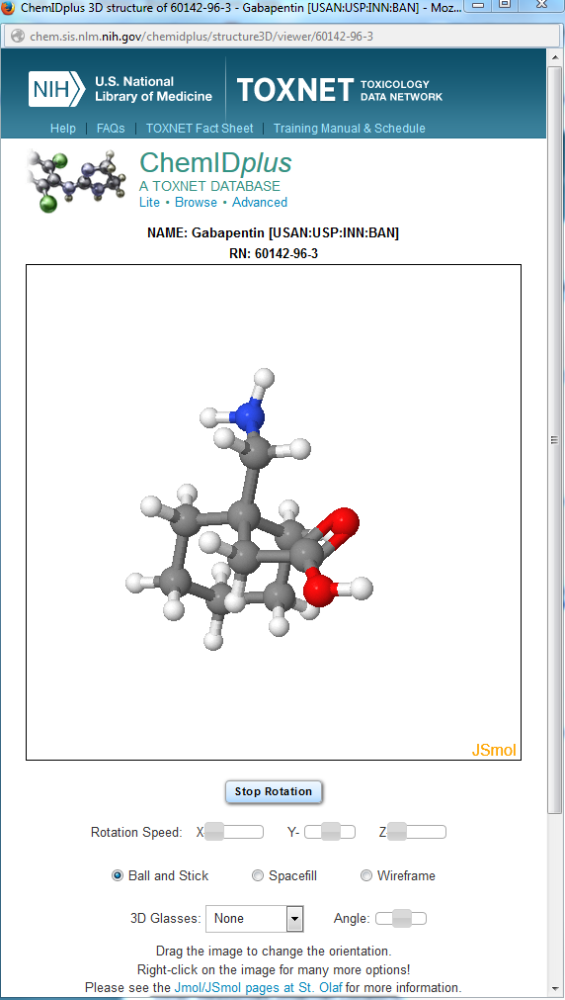 ChemIDplus 3D structure of 60142-96-3 - Gabapentin [USAN:USP:INN:BAN] - Moz...
chem.sis.nlm.nih.gov/chemidplus/structure3D/viewer/60142-96-3
NIH U.S. National Library of Medicine
TOXNET TOXICOLOGY DATA NETWORK
Help | FAQs | TOXNET Fact Sheet | Training Manual & Schedule
ChemIDplus
A TOXNET DATABASE
Lite • Browse • Advanced
NAME: Gabapentin [USAN:USP:INN:BAN]
RN: 60142-96-3
JSmol
Stop Rotation
Rotation Speed: X Y- Z
Ball and Stick Spacefill Wireframe
3D Glasses: None Angle:
Drag the image to change the orientation.
Right-click on the image for many more options!
Please see the Jmol/JSmol pages at St. Olaf for more information.